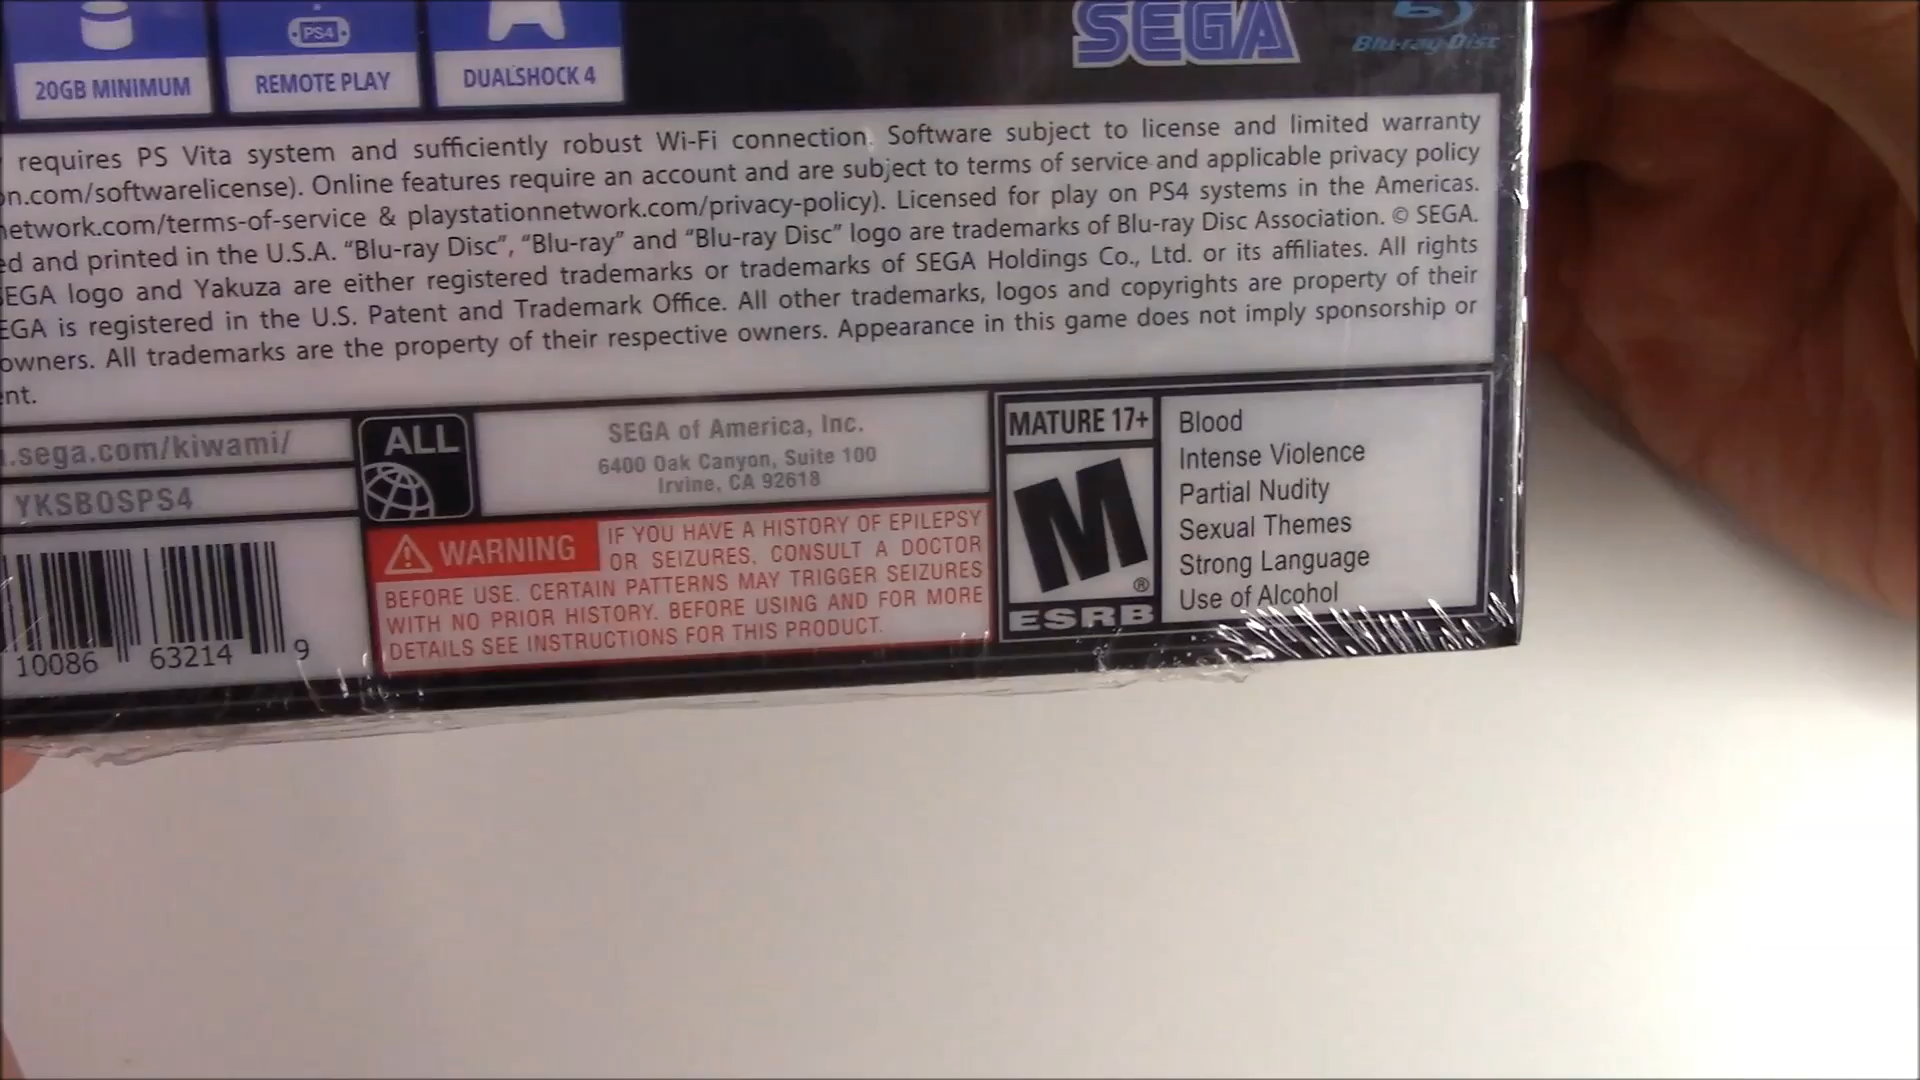 PS4
20GB MINIMUM
REMOTE PLAY
DUALSHOCK 4
SEGA
Blu-ray Disc
requires PS Vita system and sufficiently robust Wi-Fi connection. Software subject to license and limited warranty
n.com/softwarelicense). Online features require an account and are subject to terms of service and applicable privacy policy
network.com/terms-of-service & playstationnetwork.com/privacy-policy). Licensed for play on PS4 systems in the Americas.
ed and printed in the U.S.A. “Blu-ray Disc”, “Blu-ray” and “Blu-ray Disc” logo are trademarks of Blu-ray Disc Association. © SEGA.
SEGA logo and Yakuza are either registered trademarks or trademarks of SEGA Holdings Co., Ltd. or its affiliates. All rights
EGA is registered in the U.S. Patent and Trademark Office. All other trademarks, logos and copyrights are property of their
owners. All trademarks are the property of their respective owners. Appearance in this game does not imply sponsorship or
nt.
.sega.com/kiwami/
YKSBOSPS4
10086 63214 9
ALL
SEGA of America, Inc.
6400 Oak Canyon, Suite 100
Irvine, CA 92618
WARNING IF YOU HAVE A HISTORY OF EPILEPSY
OR SEIZURES, CONSULT A DOCTOR
BEFORE USE. CERTAIN PATTERNS MAY TRIGGER SEIZURES
WITH NO PRIOR HISTORY. BEFORE USING AND FOR MORE
DETAILS SEE INSTRUCTIONS FOR THIS PRODUCT.
MATURE 17+
M
®
ESRB
Blood
Intense Violence
Partial Nudity
Sexual Themes
Strong Language
Use of Alcohol